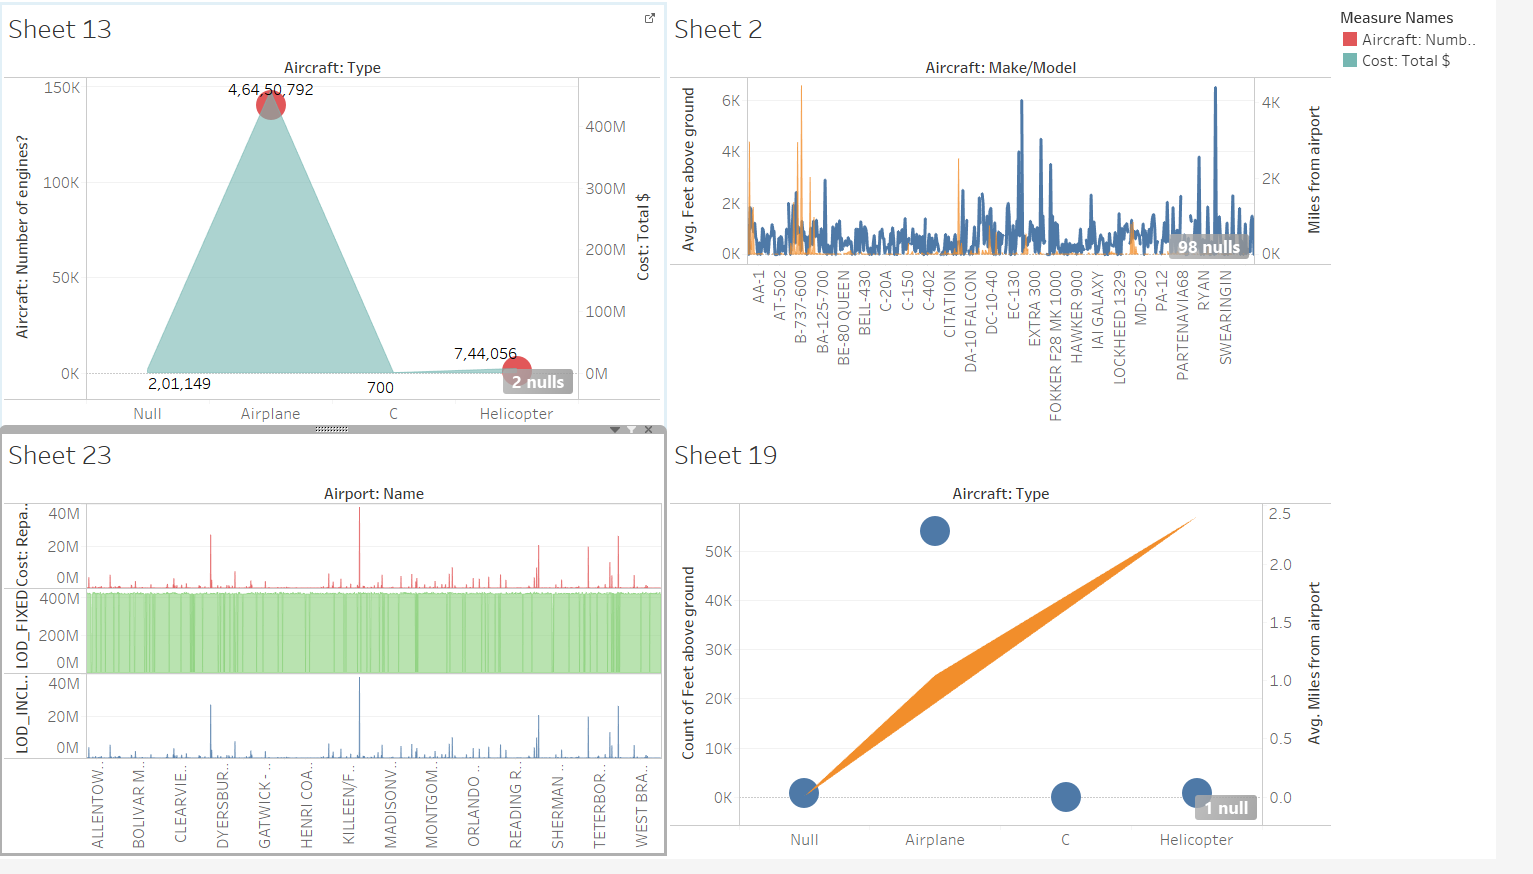 Sheet 13
Aircraft: Type
150K
100K
50K
0K
Aircraft: Number of engines?
4,64,50,792
7,44,056
2,01,149
700
2 nulls
400M
300M
200M
100M
0M
Cost: Total $
Null
Airplane
C
Helicopter
Sheet 2
Aircraft: Make/Model
Avg. Feet above ground
6K
4K
2K
0K
4K
2K
0K
Miles from airport
98 nulls
AA-1
AT-502
B-737-600
BA-125-700
BE-80 QUEEN
BELL-430
C-20A
C-150
C-402
CITATION
DA-10 FALCON
DC-10-40
EC-130
EXTRA 300
FOKKER F28 MK 1000
HAWKER 900
IAI GALAXY
LOCKHEED 1329
MD-520
PA-12
PARTENAVIA68
RYAN
SWEARINGIN
Measure Names
Aircraft: Numb..
Cost: Total $
Sheet 23
Airport: Name
Cost: Repa..
40M
20M
0M
LOD_FIXED
400M
200M
0M
LOD_INCL..
40M
20M
0M
ALLENTOW..
BOLIVAR M..
CLEARVIE..
DYERSBUR..
GATWICK - ..
HENRI COA..
KILLEEN/F..
MADISONV..
MONTGOM..
ORLANDO ..
READING R..
SHERMAN ..
TETERBOR..
WEST BRA..
Sheet 19
Aircraft: Type
Count of Feet above ground
50K
40K
30K
20K
10K
0K
2.5
2.0
1.5
1.0
0.5
0.0
Avg. Miles from airport
1 null
Null
Airplane
C
Helicopter